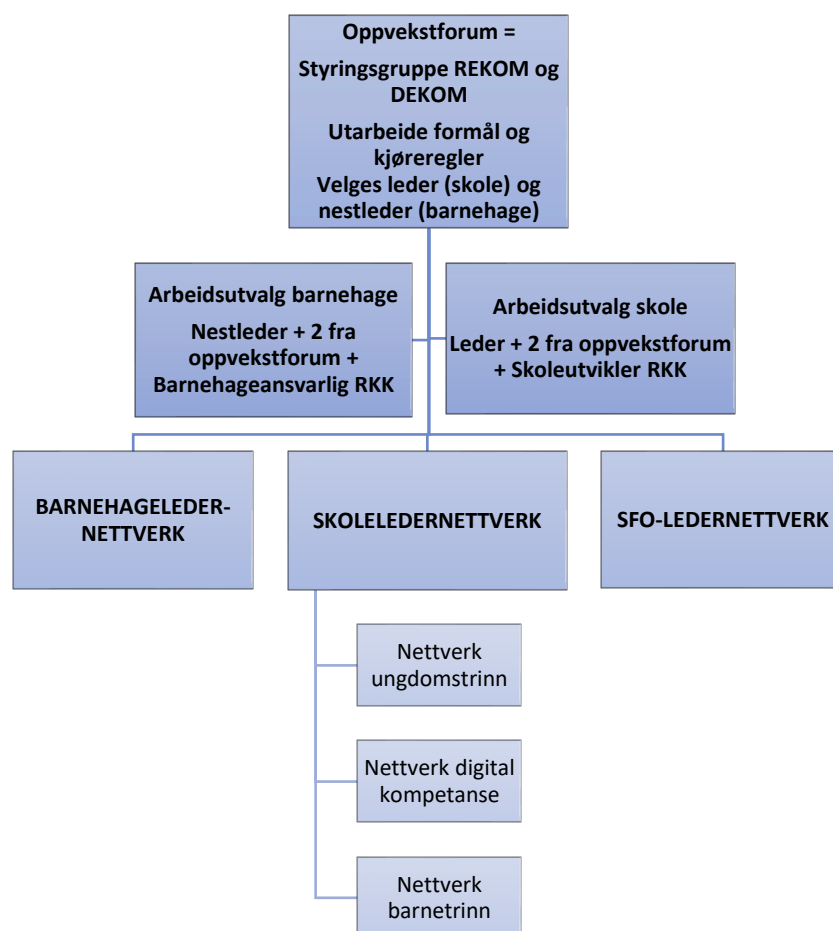 Oppvekstforum =
Styringsgruppe REKOM og
DEKOM
Utarbeide formål og
kjøreregler
Velges leder (skole) og
nestleder (barnehage)
Arbeidsutvalg barnehage
Nestleder + 2 fra
oppvekstforum +
Barnehageansvarlig RKK
Arbeidsutvalg skole
Leder + 2 fra oppvekstforum
+ Skoleutvikler RKK
BARNEHAGELEDER-
NETTVERK
SKOLELEDERNETTVERK
SFO-LEDERNETTVERK
Nettverk
ungdomstrinn
Nettverk digital
kompetanse
Nettverk
barnetrinn